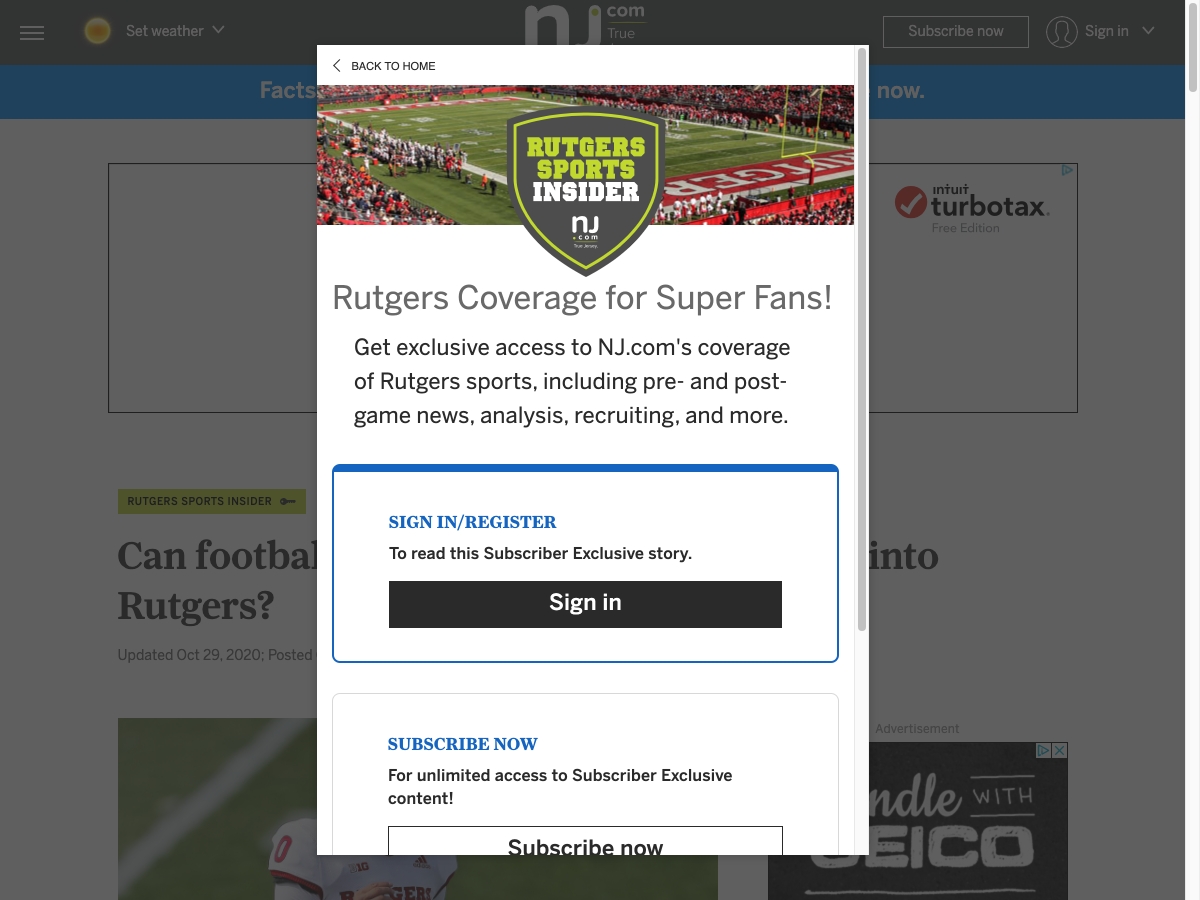 Set weather
nj.com
True
Subscribe now
Sign in
Facts
now.
BACK TO HOME
RUTGERS
SPORTS
INSIDER
nj
.com
True Jersey.
RUTGER
intuit
turbotax.
Free Edition
Rutgers Coverage for Super Fans!
Get exclusive access to NJ.com's coverage
of Rutgers sports, including pre- and post-
game news, analysis, recruiting, and more.
RUTGERS SPORTS INSIDER
SIGN IN/REGISTER
To read this Subscriber Exclusive story.
Sign in
Can footbal into
Rutgers?
Updated Oct 29, 2020; Posted
SUBSCRIBE NOW
For unlimited access to Subscriber Exclusive
content!
Subscribe now
Advertisement
ndle WITH
GEICO
0
B1G
GERS